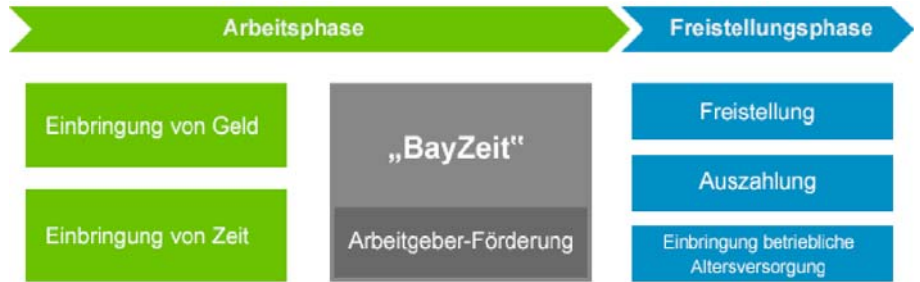 Arbeitsphase
Freistellungsphase
Einbringung von Geld
Einbringung von Zeit
„BayZeit“
Arbeitgeber-Förderung
Freistellung
Auszahlung
Einbringung betriebliche
Altersversorgung